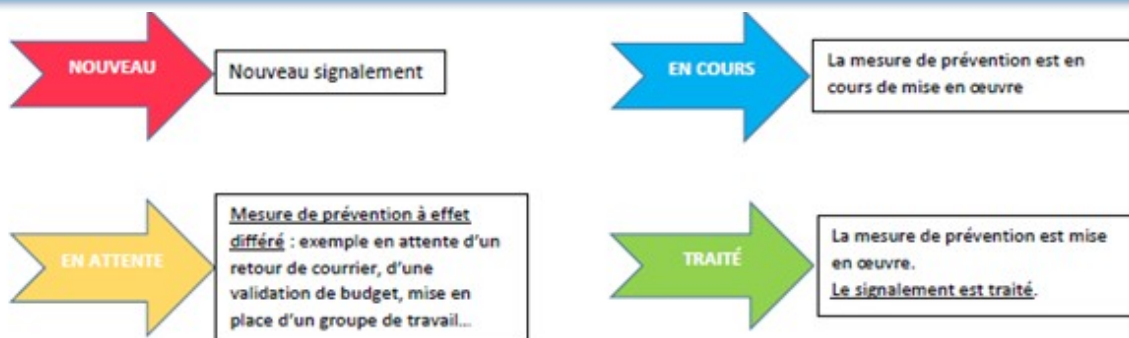 NOUVEAU
Nouveau signalement
EN COURS
La mesure de prévention est en
cours de mise en œuvre
EN ATTENTE
Mesure de prévention à effet
différé : exemple en attente d'un
retour de courrier, d'une
validation de budget, mise en
place d'un groupe de travail...
TRAITÉ
La mesure de prévention est mise
en œuvre.
Le signalement est traité.